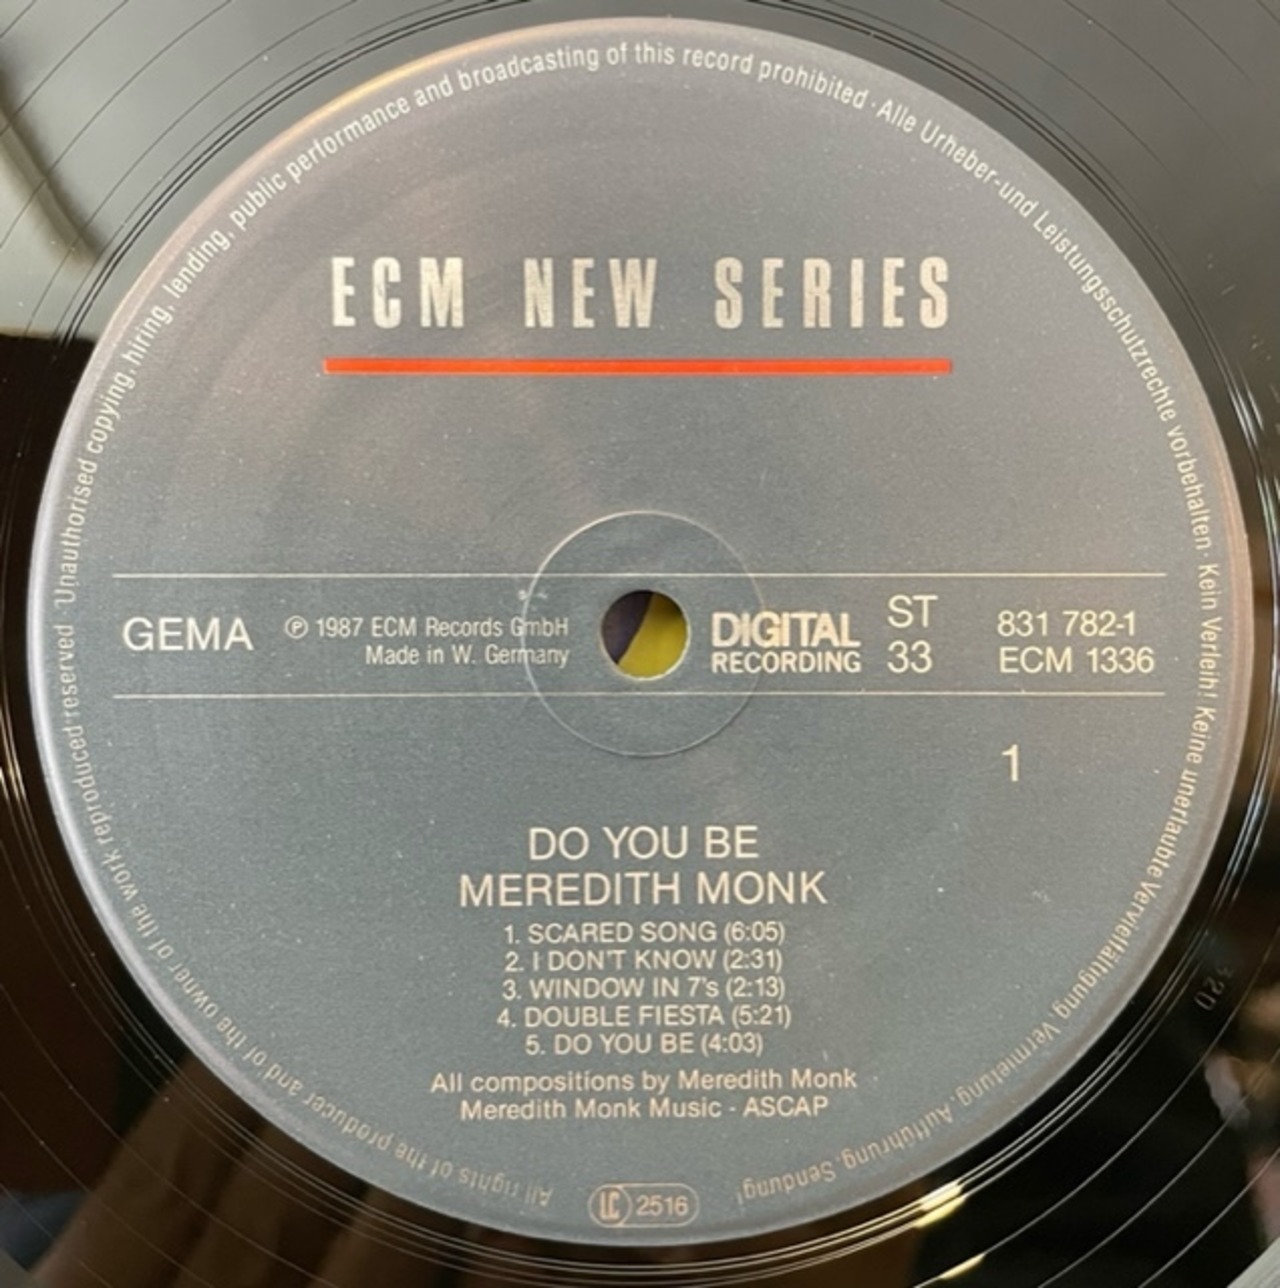 All rights of the producer and of the owner of the work reproduced reserved · Unauthorised copying, hiring, lending, public performance and broadcasting of this record prohibited · Alle Urheber-und Leistungsschutzrechte vorbehalten · Kein Verleih! Keine unerlaubte Vervielfältigung, Vermietung, Aufführung, Sendung!
ECM NEW SERIES
GEMA
℗ 1987 ECM Records GmbH
Made in W. Germany
DIGITAL
RECORDING
ST
33
831 782-1
ECM 1336
1
DO YOU BE
MEREDITH MONK
1. SCARED SONG (6:05)
2. I DON'T KNOW (2:31)
3. WINDOW IN 7's (2:13)
4. DOUBLE FIESTA (5:21)
5. DO YOU BE (4:03)
All compositions by Meredith Monk
Meredith Monk Music - ASCAP
LC 2516
320